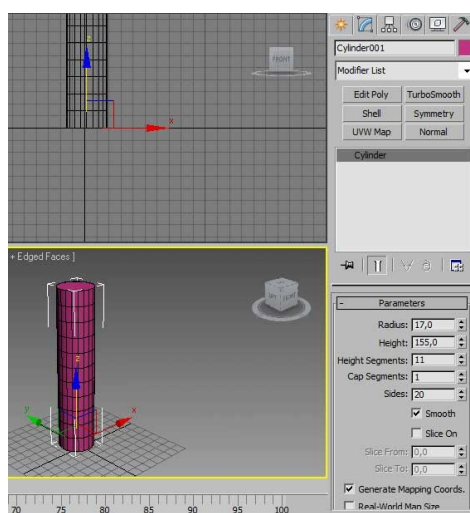 z
FRONT
x
+ Edged Faces ]
z
y
x
70 75 80 85 90 95 100
Cylinder001
Modifier List
Edit Poly TurboSmooth
Shell Symmetry
UVW Map Normal
Cylinder
- Parameters
Radius: 17,0
Height: 155,0
Height Segments: 11
Cap Segments: 1
Sides: 20
Smooth
Slice On
Slice From: 0,0
Slice To: 0,0
Generate Mapping Coords.
Real-World Map Size